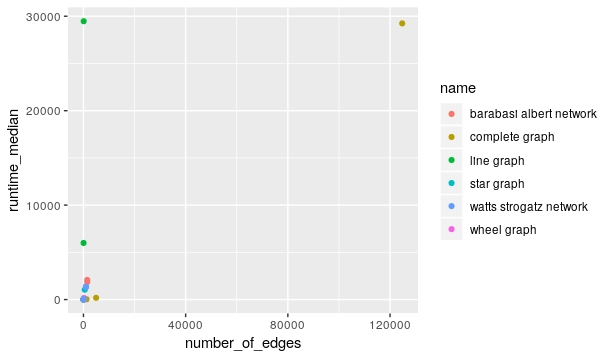 30000
20000
10000
0
runtime_median
0
40000
80000
120000
number_of_edges
name
barabasi albert network
complete graph
line graph
star graph
watts strogatz network
wheel graph